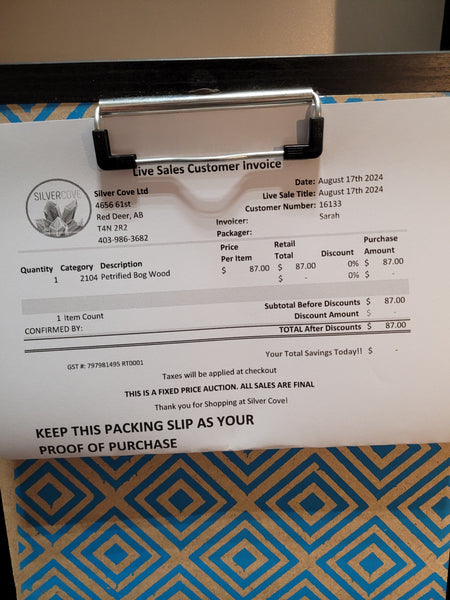 Live Sales Customer Invoice
SILVERCOVE
Silver Cove Ltd
4656 61st
Red Deer, AB
T4N 2R2
403-986-3682
Date: August 17th 2024
Live Sale Title: August 17th 2024
Customer Number: 16133
Invoicer: Sarah
Packager:
Quantity Category Description Price Per Item Retail Total Discount Purchase Amount
1 2104 Petrified Bog Wood $ 87.00 $ 87.00 0% $ 87.00
$ - 0% $ -
Subtotal Before Discounts $ 87.00
1 Item Count Discount Amount $ -
CONFIRMED BY: TOTAL After Discounts $ 87.00
Your Total Savings Today!! $ -
GST #: 797981495 RT0001
Taxes will be applied at checkout
THIS IS A FIXED PRICE AUCTION. ALL SALES ARE FINAL
Thank you for Shopping at Silver Cove!
KEEP THIS PACKING SLIP AS YOUR
PROOF OF PURCHASE